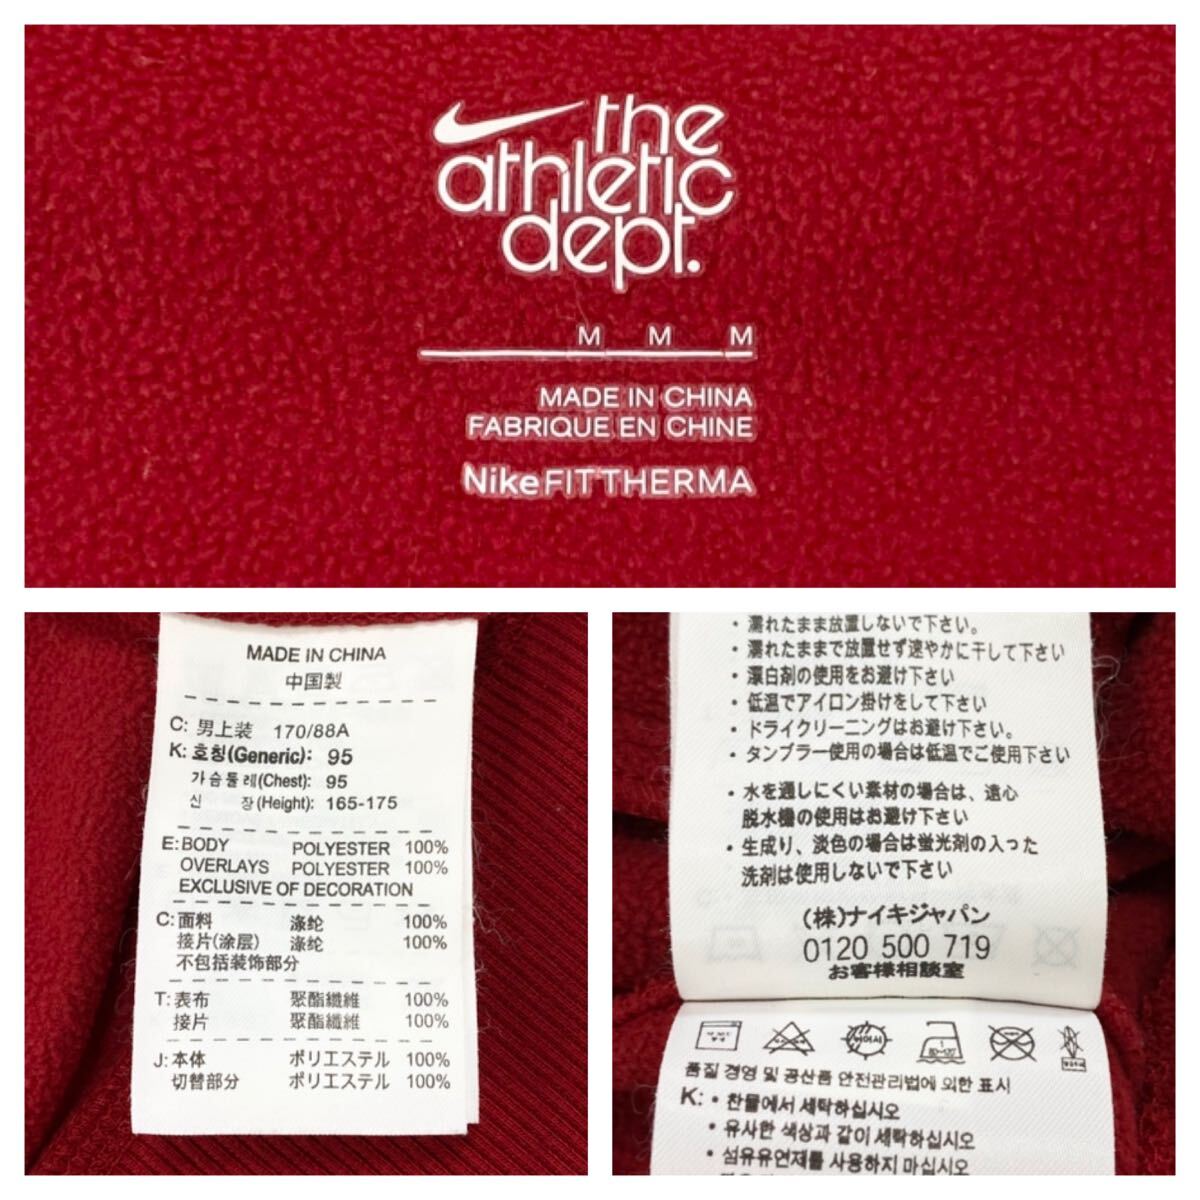 the
athletic
dept.
M M M
MADE IN CHINA
FABRIQUE EN CHINE
NikeFITTHERMA
MADE IN CHINA
中国製
C: 男上装 170/88A
K: 호칭(Generic): 95
가슴둘레(Chest): 95
신 장(Height): 165-175
E: BODY POLYESTER 100%
OVERLAYS POLYESTER 100%
EXCLUSIVE OF DECORATION
C: 面料 涤纶 100%
接片(涂层) 涤纶 100%
不包括装饰部分
T: 表布 聚酯纖維 100%
接片 聚酯纖維 100%
J: 本体 ポリエステル 100%
切替部分 ポリエステル 100%
・濡れたまま放置しないで下さい。
・濡れたままで放置せず速やかに干して下さい
・漂白剤の使用をお避け下さい
・低温でアイロン掛けをして下さい
・ドライクリーニングはお避け下さい。
・タンブラー使用の場合は低温でご使用下さい
・水を通しにくい素材の場合は、遠心
脱水機の使用はお避け下さい
・生成り、淡色の場合は蛍光剤の入った
洗剤は使用しないで下さい
(株)ナイキジャパン
0120 500 719
お客様相談室
품질 경영 및 공산품 안전관리법에 의한 표시
K: • 찬물에서 세탁하십시오
• 유사한 색상과 같이 세탁하십시오
• 섬유유연제를 사용하지 마십시오